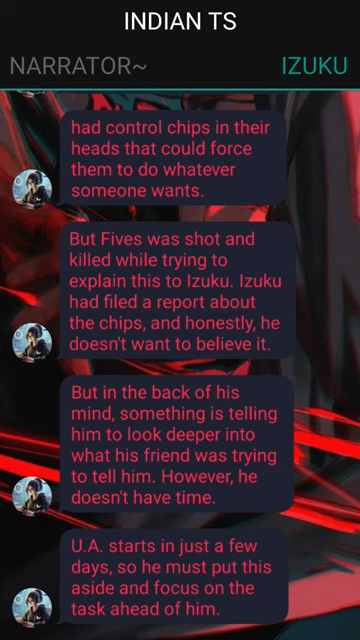 INDIAN TS
NARRATOR~ IZUKU
had control chips in their
heads that could force
them to do whatever
someone wants.
But Fives was shot and
killed while trying to
explain this to Izuku. Izuku
had filed a report about
the chips, and honestly, he
doesn't want to believe it.
But in the back of his
mind, something is telling
him to look deeper into
what his friend was trying
to tell him. However, he
doesn't have time.
U.A. starts in just a few
days, so he must put this
aside and focus on the
task ahead of him.